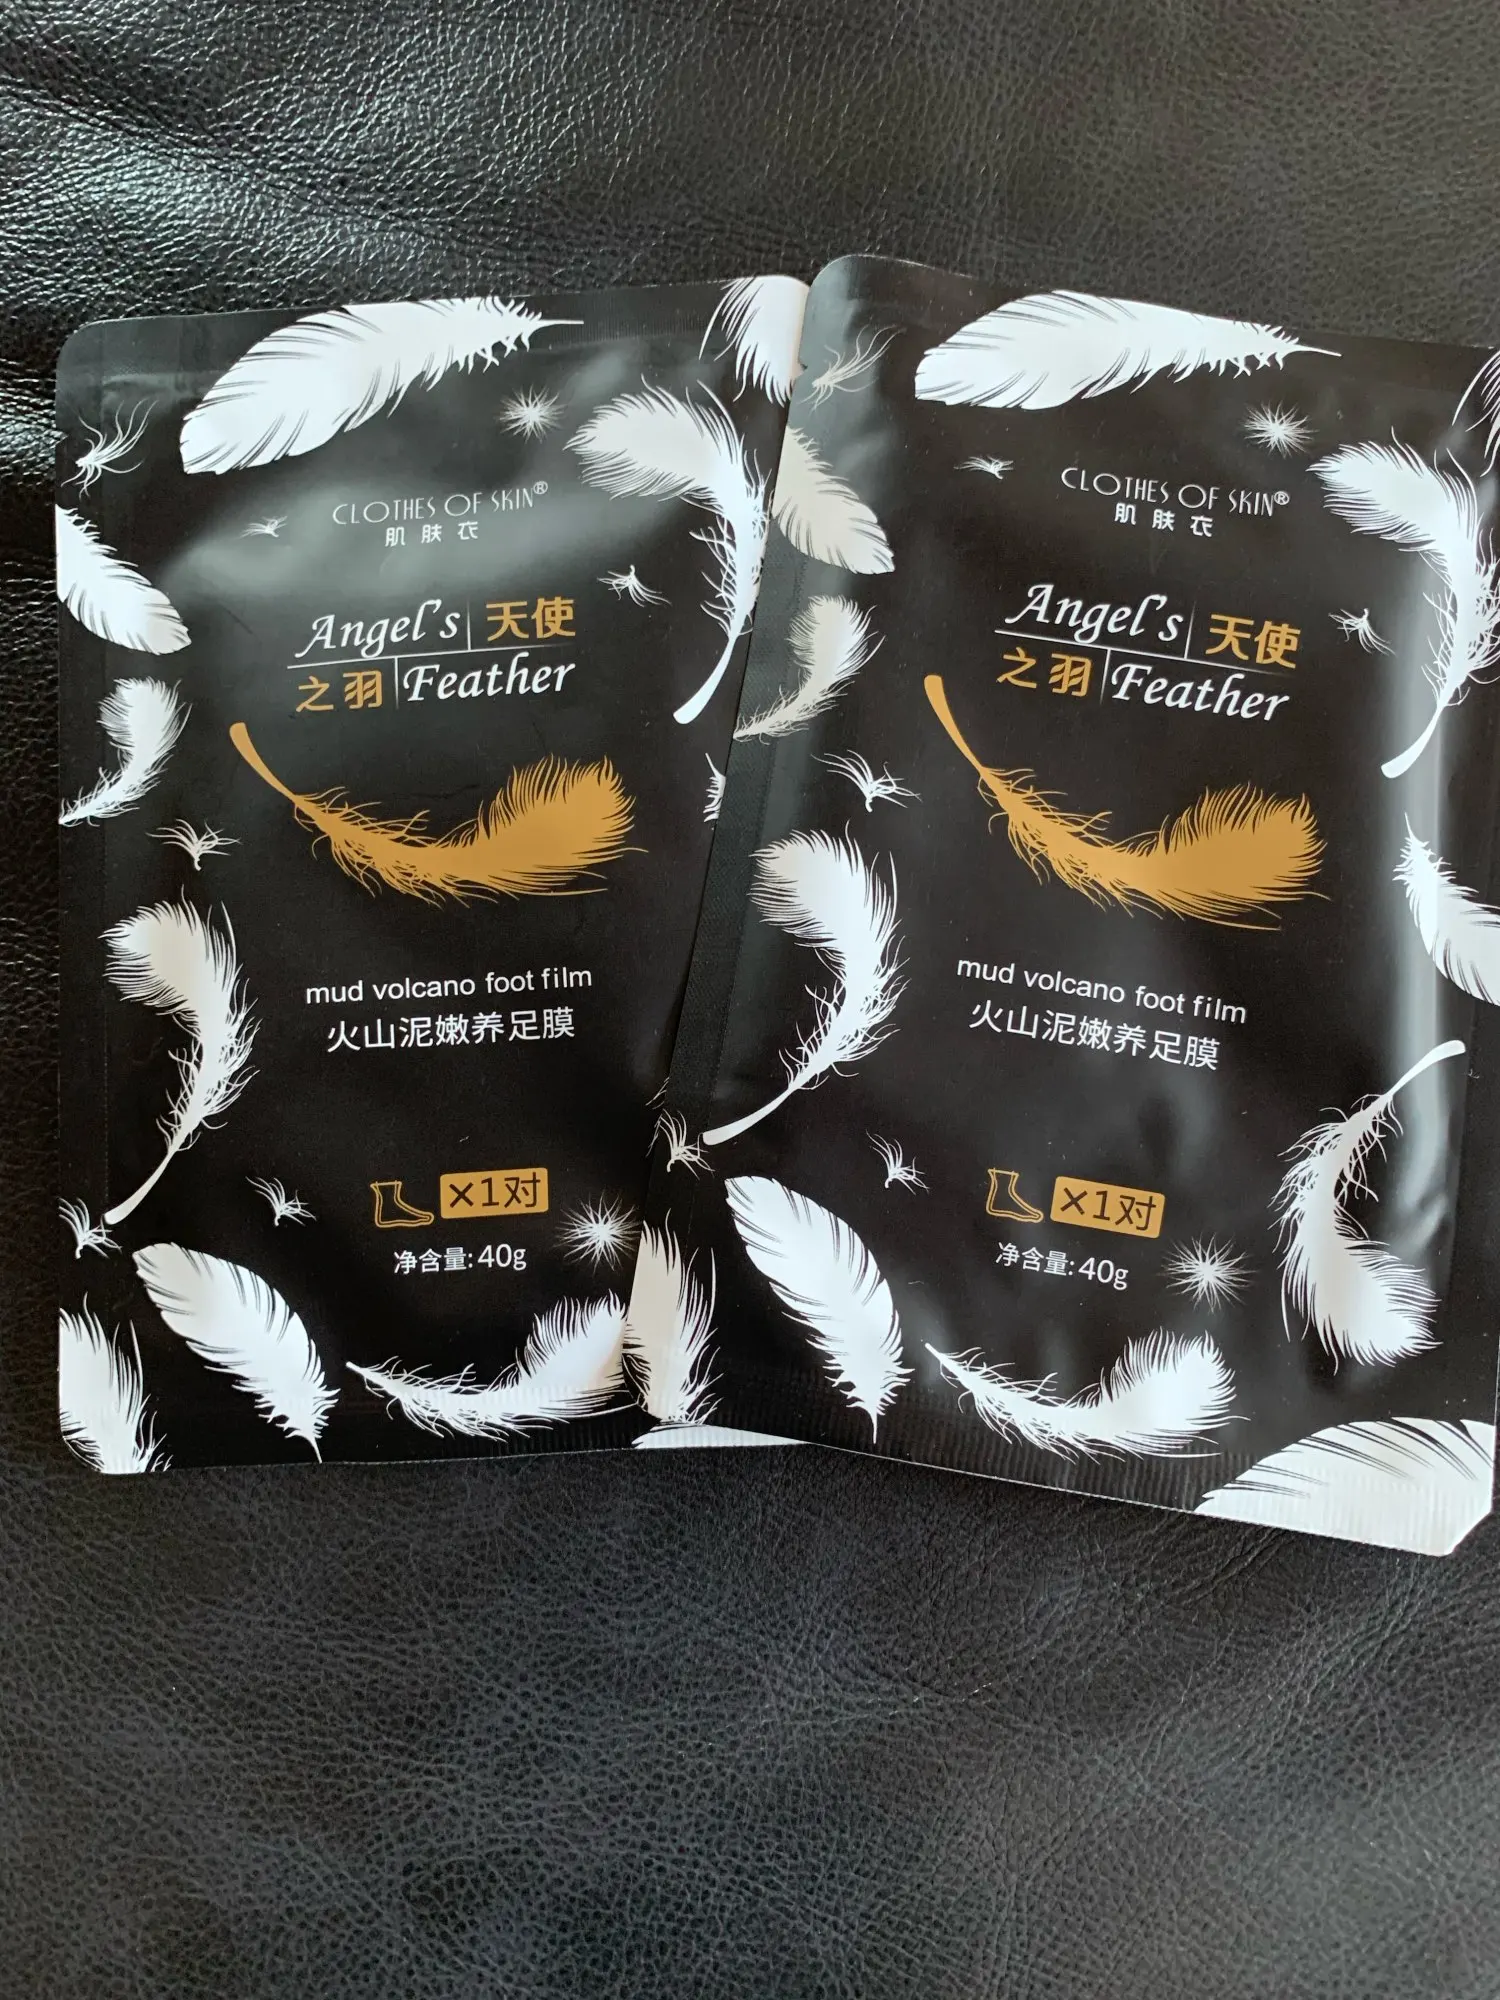 CLOTHES OF SKIN®
肌肤衣
Angel's 天使
之羽 Feather
mud volcano foot film
火山泥嫩养足膜
×1对
净含量: 40g
CLOTHES OF SKIN®
肌肤衣
Angel's 天使
之羽 Feather
mud volcano foot film
火山泥嫩养足膜
×1对
净含量: 40g